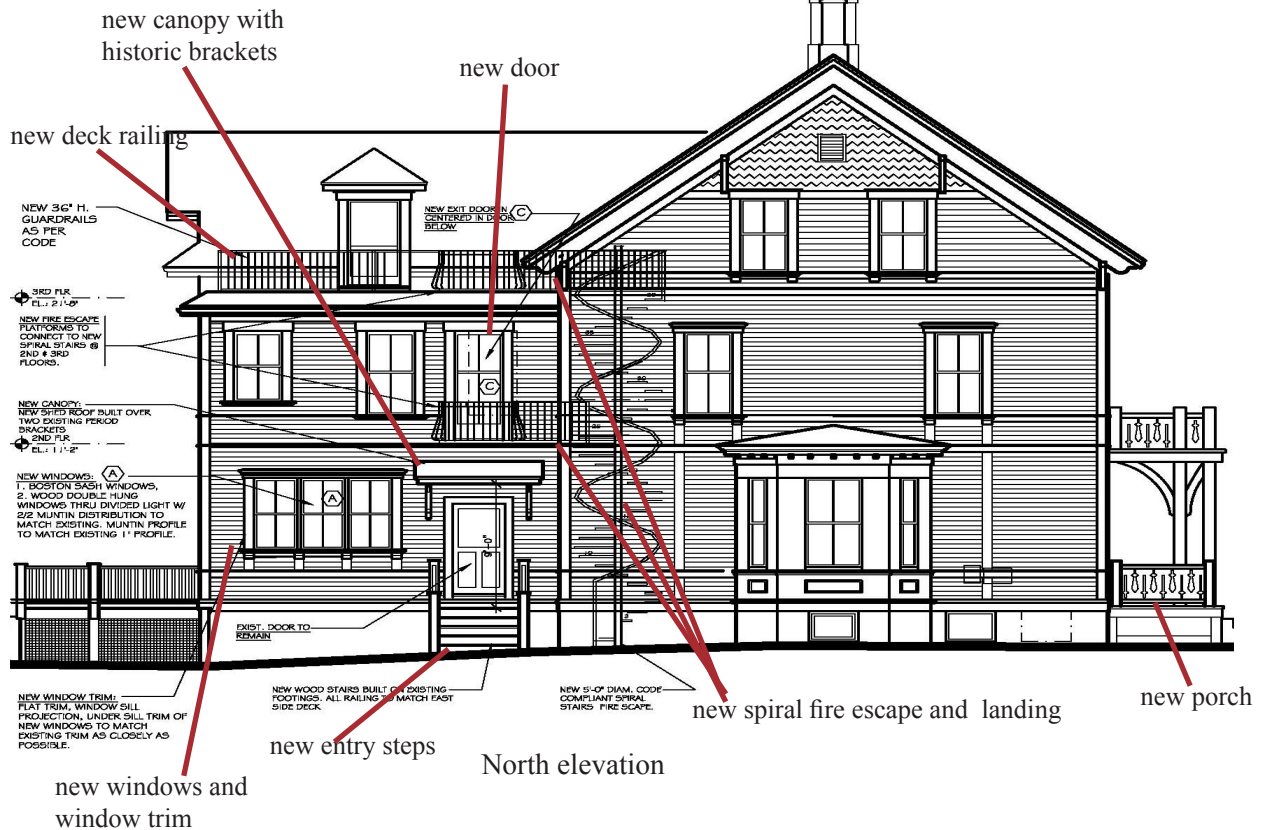 new canopy with
historic brackets
new door
new deck railing
NEW 36" H.
GUARDRAILS
AS PER
CODE
NEW EXIT DOOR IN
CENTERED IN DOOR
BELOW
C
3RD FLR
NEW FIRE ESCAPE
PLATFORMS TO
CONNECT TO NEW
SPIRAL STAIRS @
2ND & 3RD
FLOORS.
C
NEW CANOPY:
NEW SHED ROOF BUILT OVER
TWO EXISTING PERIOD
BRACKETS
2ND FLR
EL.: 11'-2"
NEW WINDOWS: A
1. BOSTON SASH WINDOWS,
2. WOOD DOUBLE HUNG
WINDOWS THRU DIVIDED LIGHT W/
2/2 MUNTIN DISTRIBUTION TO
MATCH EXISTING. MUNTIN PROFILE
TO MATCH EXISTING 1" PROFILE.
A
EXIST. DOOR TO
REMAIN
NEW WINDOW TRIM:
FLAT TRIM, WINDOW SILL
PROJECTION, UNDER SILL TRIM OF
NEW WINDOWS TO MATCH
EXISTING TRIM AS CLOSELY AS
POSSIBLE.
NEW WOOD STAIRS BUILT ON EXISTING
FOOTINGS. ALL RAILING TO MATCH EAST
SIDE DECK
NEW 5'-0" DIAM. CODE
COMPLIANT SPIRAL
STAIRS FIRE SCAPE.
new spiral fire escape and landing
new porch
new entry steps
North elevation
new windows and
window trim